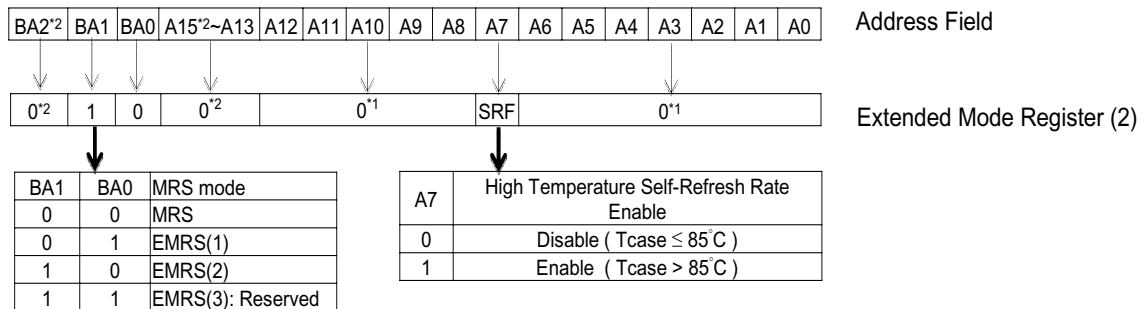 BA2*2 BA1 BA0 A15*2~A13 A12 A11 A10 A9 A8 A7 A6 A5 A4 A3 A2 A1 A0 Address Field
0*2 1 0 0*2 0*1 SRF 0*1 Extended Mode Register (2)
BA1 BA0 MRS mode
0 0 MRS
0 1 EMRS(1)
1 0 EMRS(2)
1 1 EMRS(3): Reserved
A7 High Temperature Self-Refresh Rate
Enable
0 Disable ( Tcase ≤ 85°C )
1 Enable ( Tcase > 85°C )